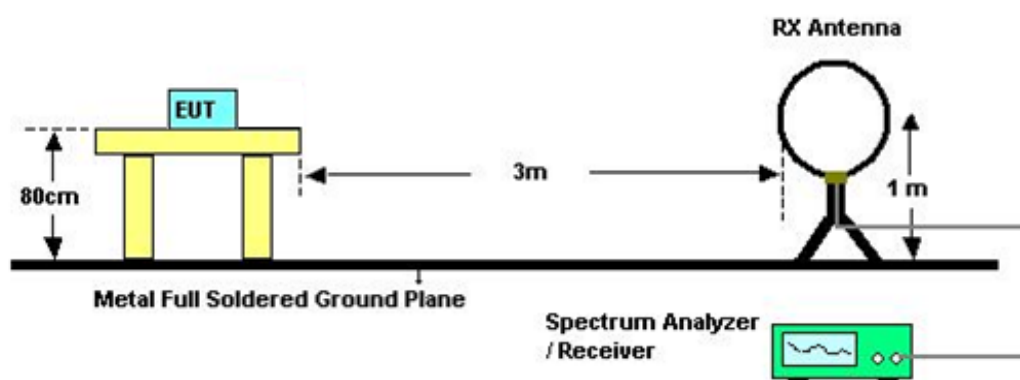 RX Antenna
EUT
80cm
3m
1 m
Metal Full Soldered Ground Plane
Spectrum Analyzer
/ Receiver